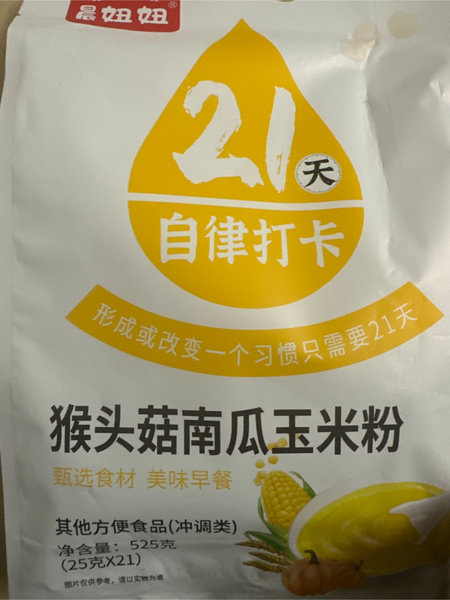 晨妞妞®
21天
自律打卡
形成或改变一个习惯只需要21天
猴头菇南瓜玉米粉
甄选食材 美味早餐
其他方便食品(冲调类)
净含量：525克
(25克X21)
图片仅供参考，请以实物为准